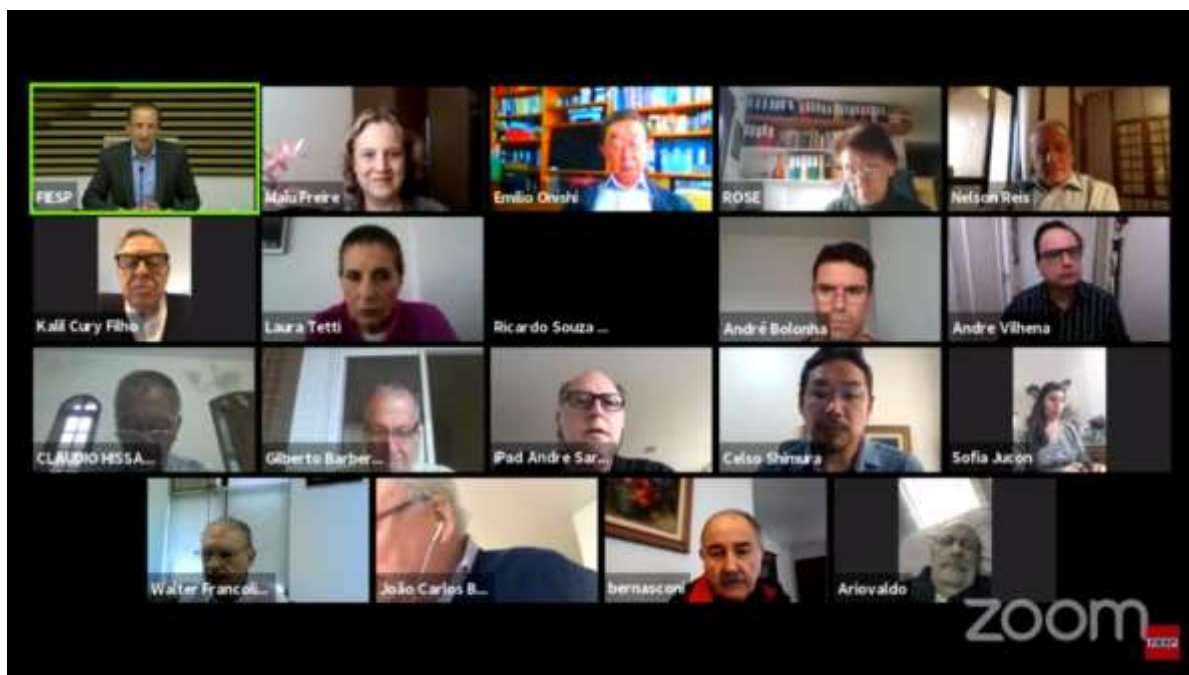 FIESP
Malu Freire
Emilio Onishi
ROSE
Nelson Reis
Kalil Cury Filho
Laura Tetti
Ricardo Souza ...
André Bolonha
Andre Vilhena
CLAUDIO HISSA...
Gilberto Barber...
iPad Andre Sar...
Celso Shimura
Sofia Jucon
Walter Francoli...
João Carlos B...
bernasconi
Ariovaldo
zoom